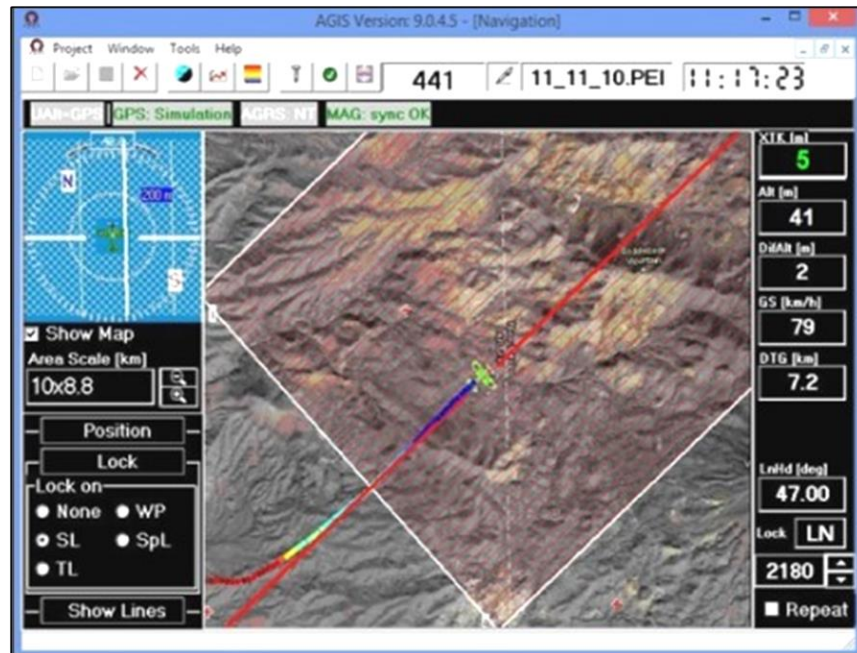 AGIS Version: 9.0.4.5 - [Navigation]
Project Window Tools Help
441 11_11_10.PEI 11:17:23
UAlt-GPS GPS: Simulation AGRS: NT MAG: sync OK
N
200 m
S
Show Map
Area Scale [km]
10x8.8
Position
Lock
Lock on
None WP
SL SpL
TL
Show Lines
XTK [m]
5
Alt [m]
41
DifAlt [m]
2
GS [km/h]
79
DTG [km]
7.2
LnHd [deg]
47.00
Lock LN
2180
Repeat